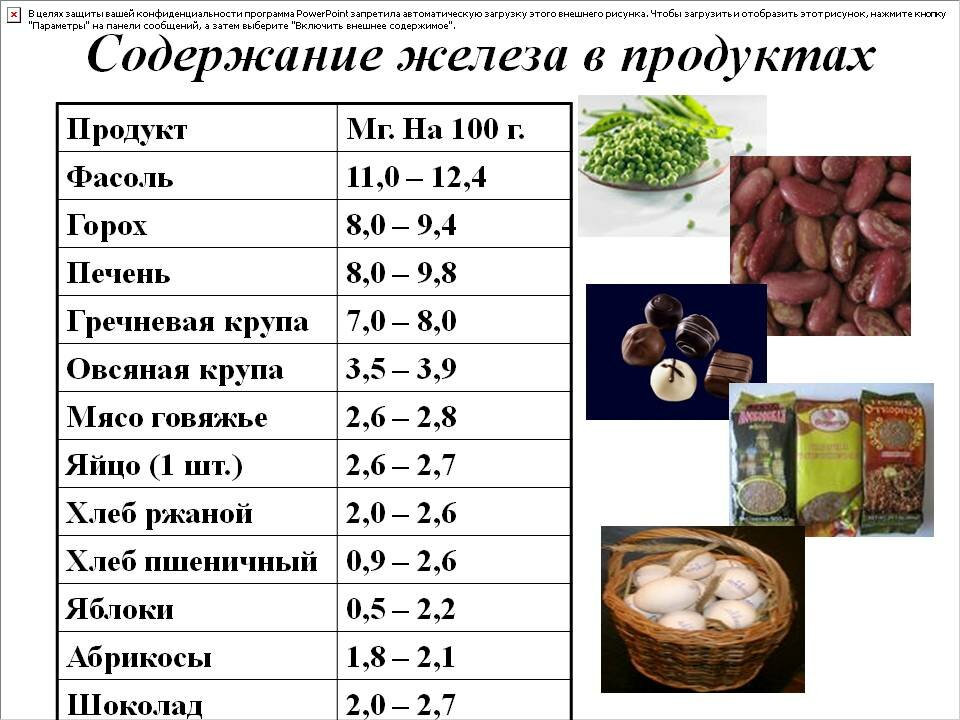 В целях защиты вашей конфиденциальности программа PowerPoint запретила автоматическую загрузку этого внешнего рисунка. Чтобы загрузить и отобразить этот рисунок, нажмите кнопку
"Параметры" на панели сообщений, а затем выберите "Включить внешнее содержимое".
Содержание железа в продуктах
Продукт Мг. На 100 г.
Фасоль 11,0 – 12,4
Горох 8,0 – 9,4
Печень 8,0 – 9,8
Гречневая крупа 7,0 – 8,0
Овсяная крупа 3,5 – 3,9
Мясо говяжье 2,6 – 2,8
Яйцо (1 шт.) 2,6 – 2,7
Хлеб ржаной 2,0 – 2,6
Хлеб пшеничный 0,9 – 2,6
Яблоки 0,5 – 2,2
Абрикосы 1,8 – 2,1
Шоколад 2,0 – 2,7